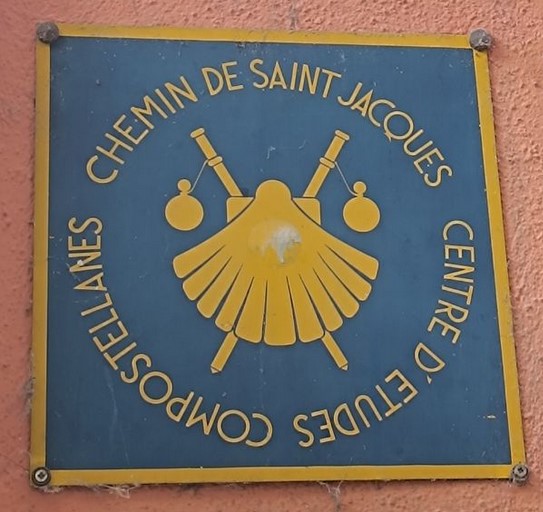 CHEMIN DE SAINT JACQUES
CENTRE D'ETUDES COMPOSTELLANES